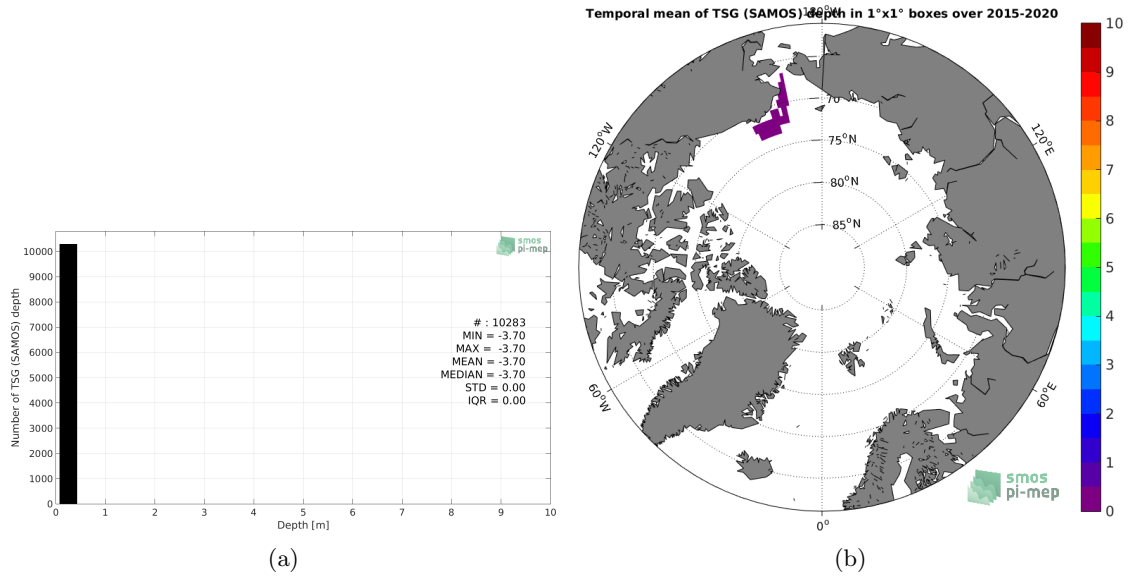 Number of TSG (SAMOS) depth
10000
9000
8000
7000
6000
5000
4000
3000
2000
1000
0
smos
pi-mep
# : 10283
MIN = -3.70
MAX = -3.70
MEAN = -3.70
MEDIAN = -3.70
STD = 0.00
IQR = 0.00
0 1 2 3 4 5 6 7 8 9 10
Depth [m]
(a)
Temporal mean of TSG (SAMOS) depth in 1°x1° boxes over 2015-2020
180°W
120°W
120°E
60°W
60°E
0°
70°N
75°N
80°N
85°N
smos
pi-mep
10
9
8
7
6
5
4
3
2
1
0
(b)